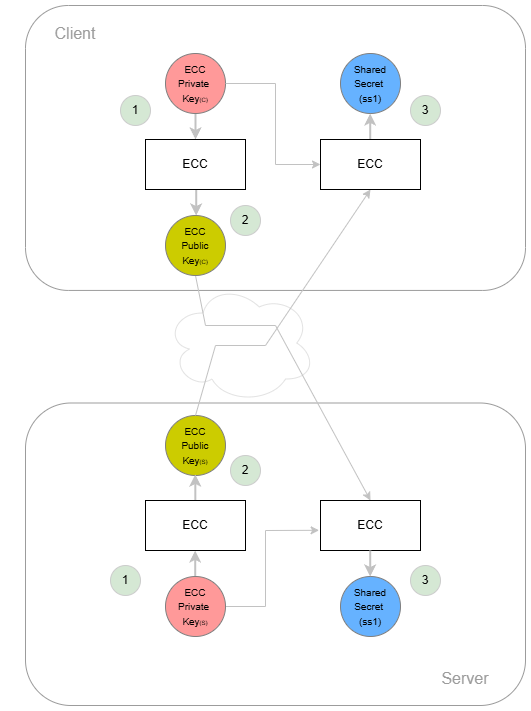 Client
ECC
Private
Key(C)
Shared
Secret
(ss1)
1
3
ECC
ECC
2
ECC
Public
Key(C)
ECC
Public
Key(S)
2
ECC
ECC
1
3
ECC
Private
Key(S)
Shared
Secret
(ss1)
Server